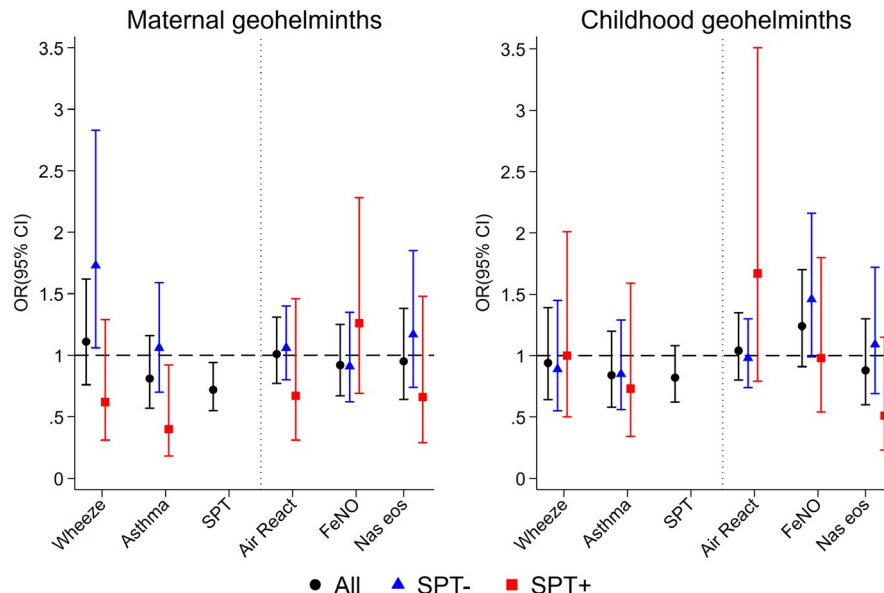 Maternal geohelminths
Childhood geohelminths
OR(95% CI)
3.5
3
2.5
2
1.5
1
.5
0
Wheeze
Asthma
SPT
Air React
FeNO
Nas eos
OR(95% CI)
3.5
3
2.5
2
1.5
1
.5
0
Wheeze
Asthma
SPT
Air React
FeNO
Nas eos
All SPT- SPT+